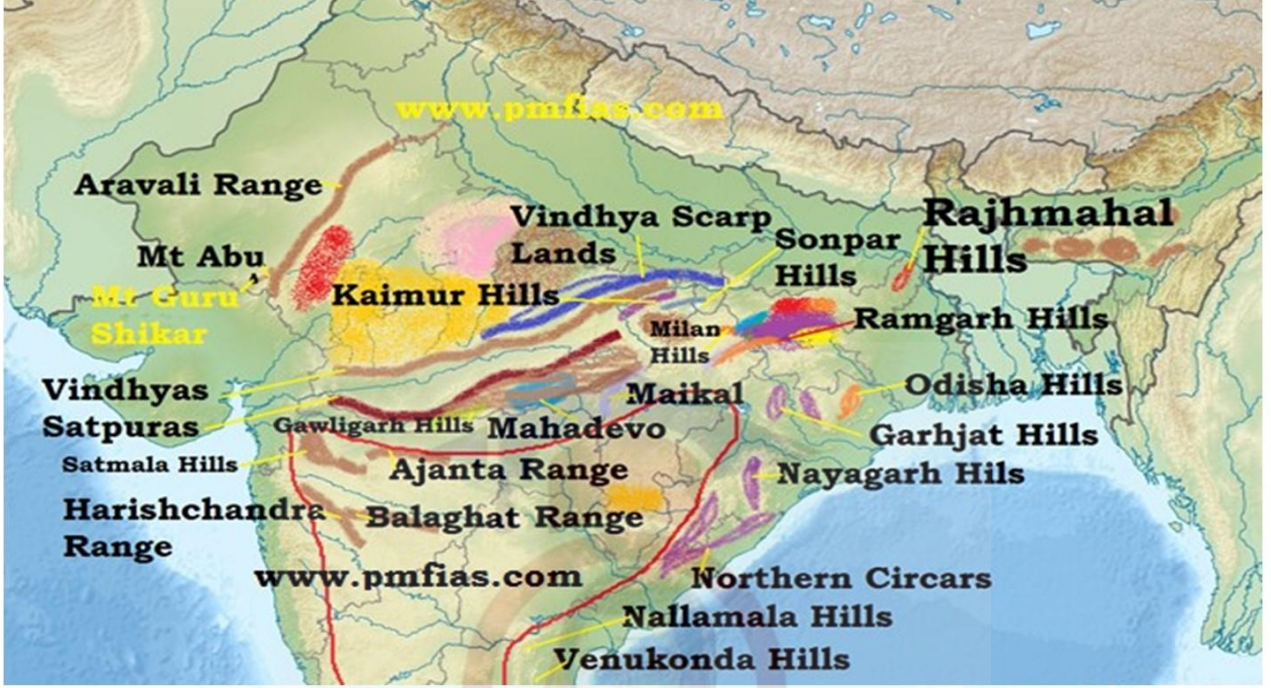 www.pmfias.com
Aravali Range
Vindhya Scarp
Lands
Rajhmahal
Hills
Sonpar
Hills
Mt Abu
Mt Guru
Shikar
Kaimur Hills
Milan
Hills
Ramgarh Hills
Vindhyas
Maikal
Odisha Hills
Satpuras
Gawligarh Hills
Mahadevo
Garhjat Hills
Satmala Hills
Ajanta Range
Nayagarh Hils
Harishchandra
Range
Balaghat Range
www.pmfias.com
Northern Circars
Nallamala Hills
Venukonda Hills